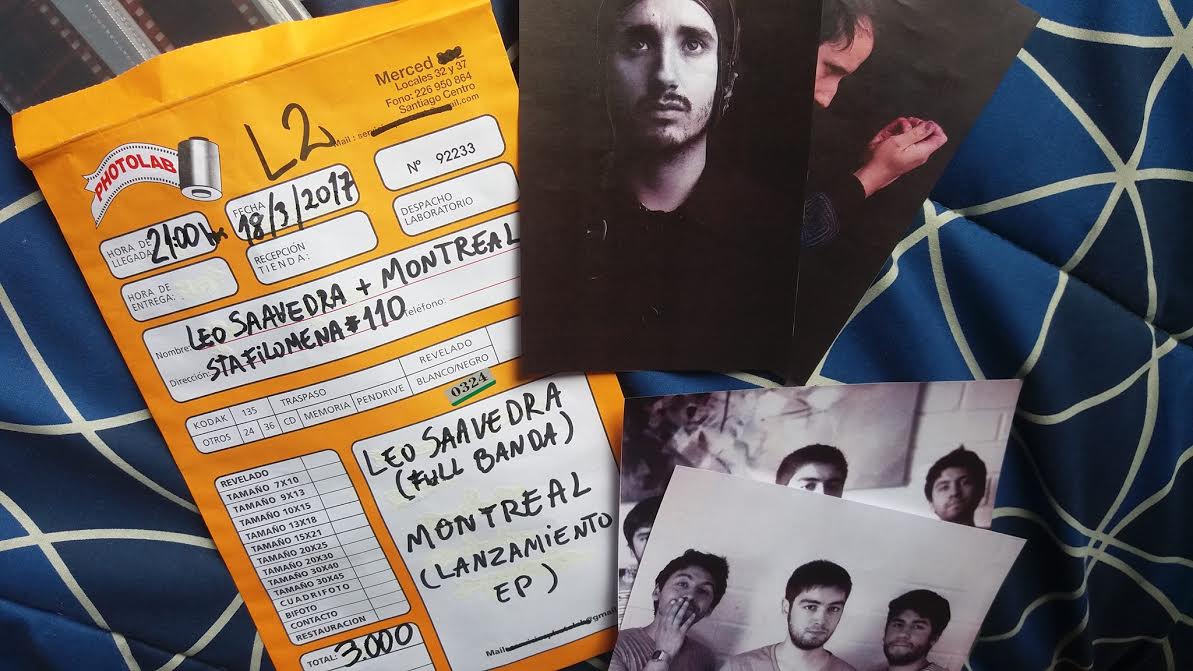 Merced
Locales 32 y 37
Fono: 226 950 864
Santiago Centro
L2
PHOTOLAB
Nº 92233
FECHA
18/3/2017
HORA DE
LLEGADA 21:00
DESPACHO
LABORATORIO
RECEPCIÓN
TIENDA:
HORA DE
ENTREGA:
Nombre: LEO SAAVEDRA + MONTREAL
Dirección: STA FILOMENA #110 Teléfono:
KODAK 135 TRASPASO REVELADO
OTROS 24 36 CD MEMORIA PENDRIVE BLANCO/NEGRO
0324
REVELADO
TAMAÑO 7X10
TAMAÑO 9X13
TAMAÑO 10X15
TAMAÑO 13X18
TAMAÑO 15X21
TAMAÑO 20X25
TAMAÑO 20X30
TAMAÑO 30X40
TAMAÑO 30X45
CUADRIFOTO
BIFOTO
CONTACTO
RESTAURACION
TOTAL: 3.000
LEO SAAVEDRA
(FULL BANDA)
MONTREAL
(LANZAMIENTO
EP)